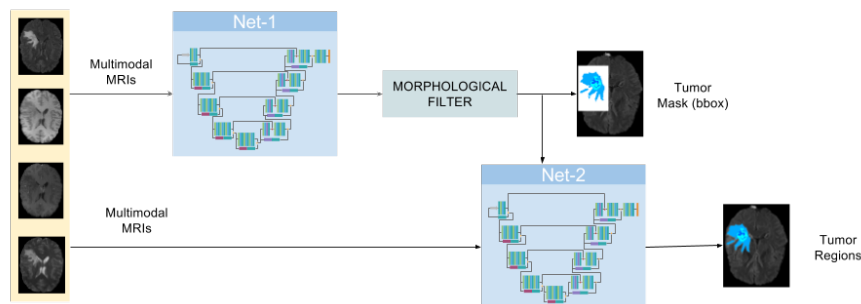 Net-1
Multimodal
MRIs
MORPHOLOGICAL
FILTER
Tumor
Mask (bbox)
Net-2
Multimodal
MRIs
Tumor
Regions